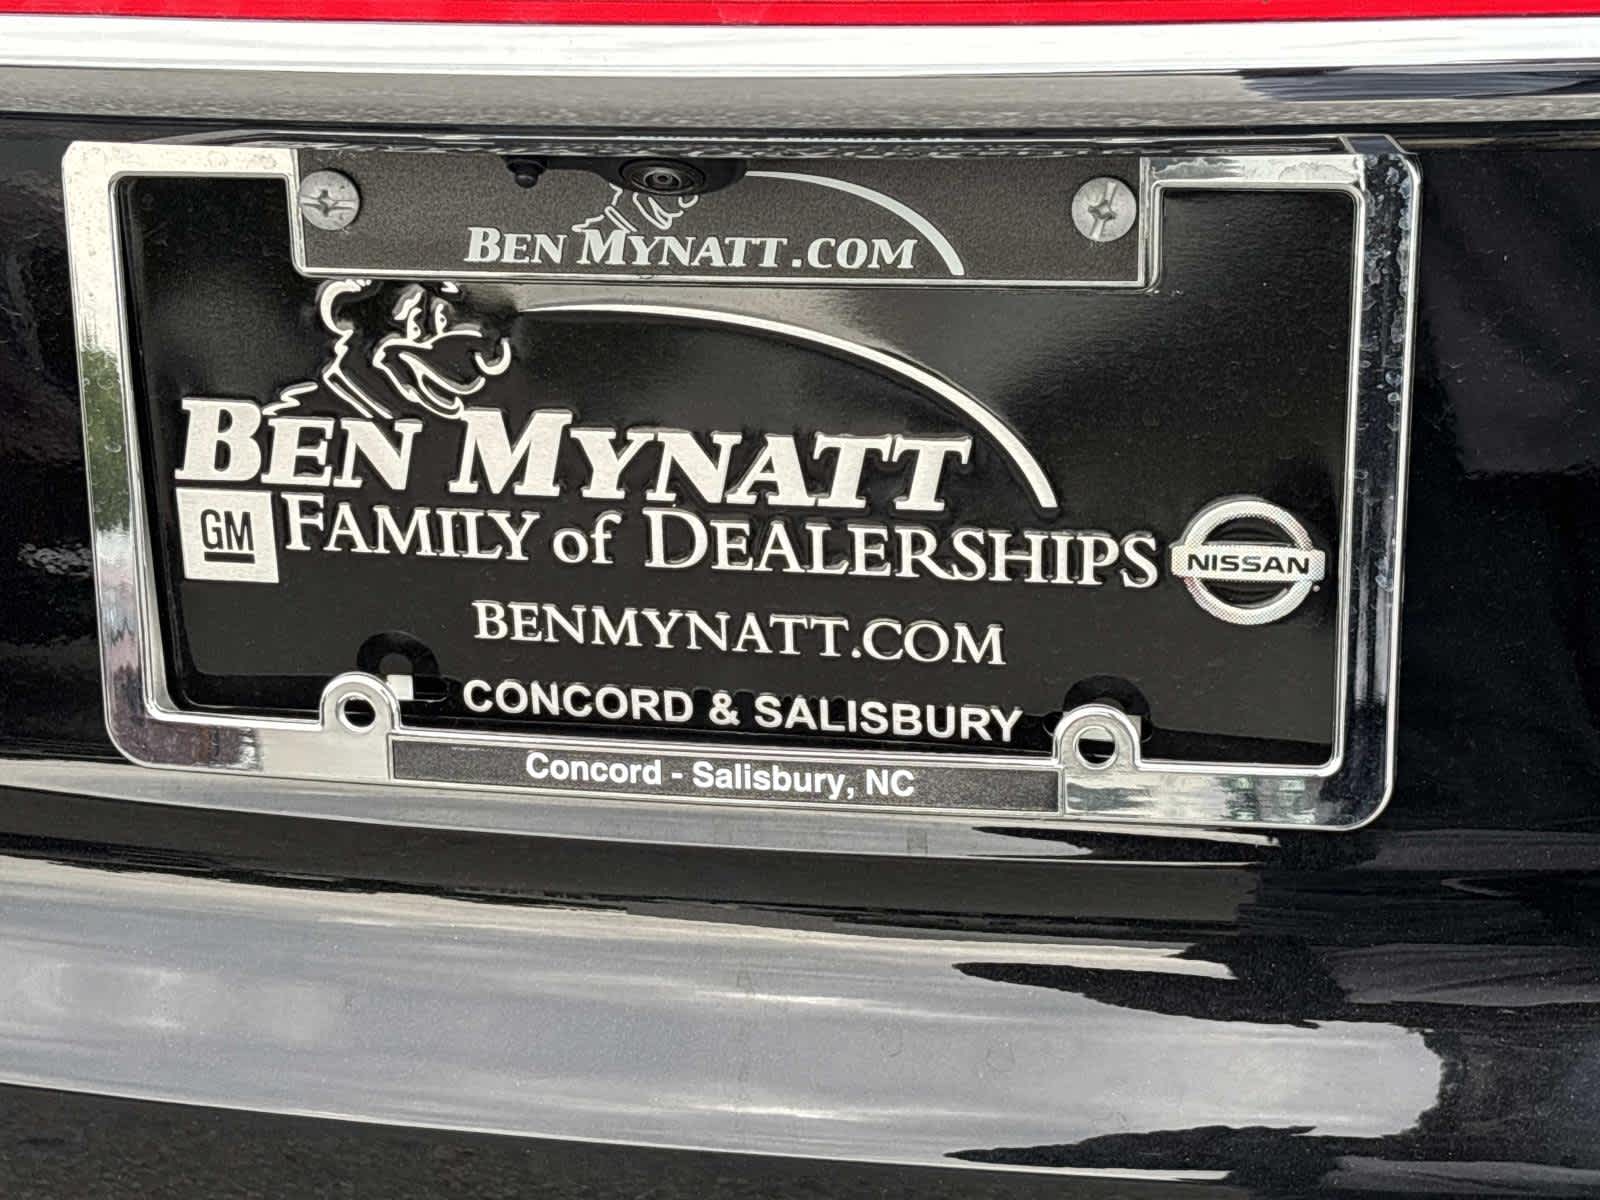 BEN MYNATT.COM
BEN MYNATT
GM FAMILY of DEALERSHIPS NISSAN
BENMYNATT.COM
CONCORD & SALISBURY
Concord - Salisbury, NC